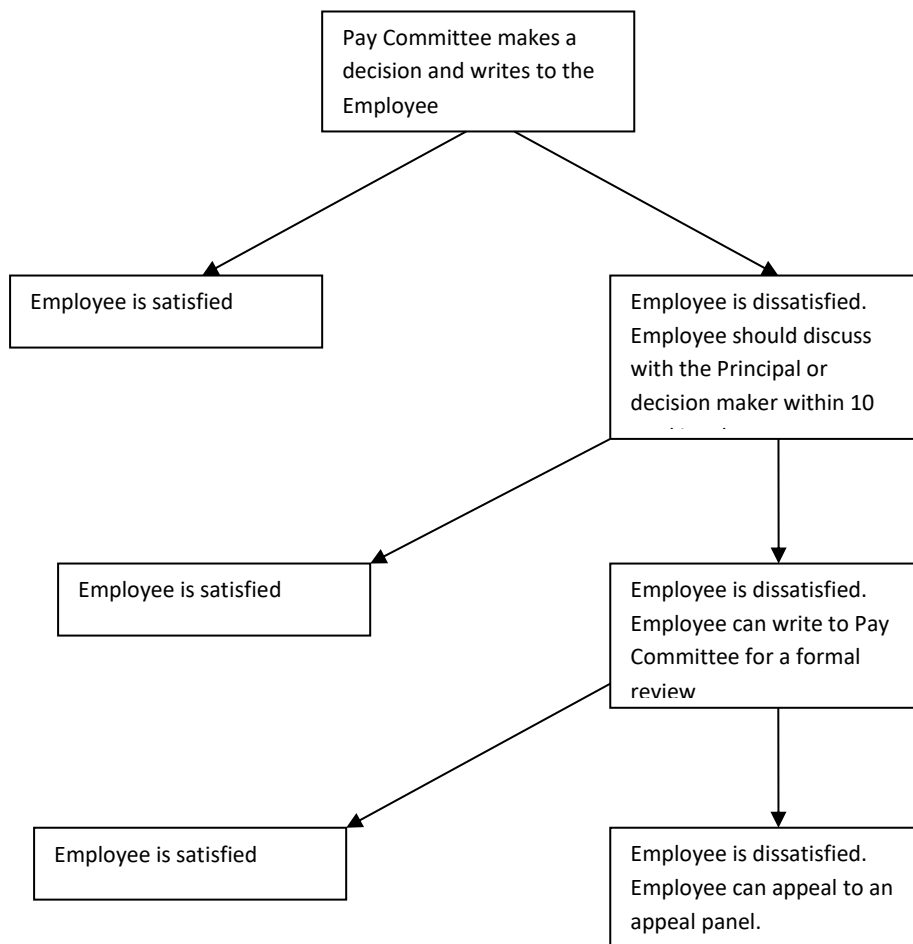 Pay Committee makes a
decision and writes to the
Employee
Employee is satisfied
Employee is dissatisfied.
Employee should discuss
with the Principal or
decision maker within 10
Employee is satisfied
Employee is dissatisfied.
Employee can write to Pay
Committee for a formal
review
Employee is satisfied
Employee is dissatisfied.
Employee can appeal to an
appeal panel.